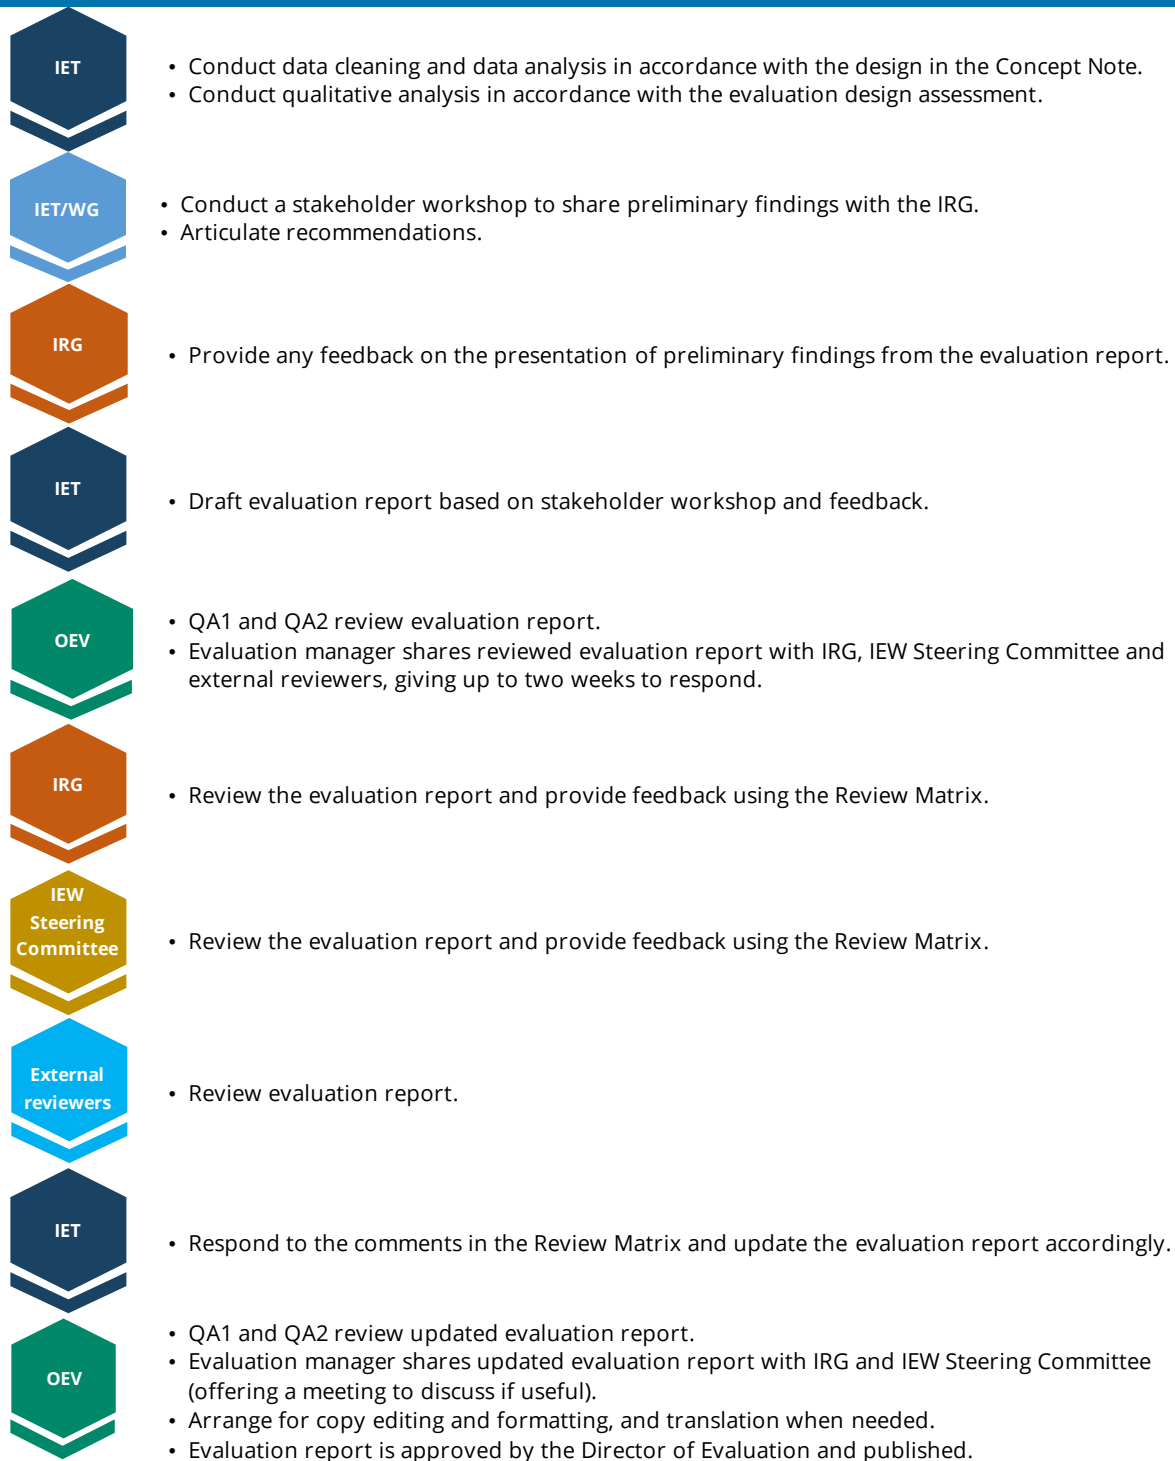 IET
• Conduct data cleaning and data analysis in accordance with the design in the Concept Note.
• Conduct qualitative analysis in accordance with the evaluation design assessment.
IET/WG
• Conduct a stakeholder workshop to share preliminary findings with the IRG.
• Articulate recommendations.
IRG
• Provide any feedback on the presentation of preliminary findings from the evaluation report.
IET
• Draft evaluation report based on stakeholder workshop and feedback.
OEV
• QA1 and QA2 review evaluation report.
• Evaluation manager shares reviewed evaluation report with IRG, IEW Steering Committee and
external reviewers, giving up to two weeks to respond.
IRG
• Review the evaluation report and provide feedback using the Review Matrix.
IEW
Steering
Committee
• Review the evaluation report and provide feedback using the Review Matrix.
External
reviewers
• Review evaluation report.
IET
• Respond to the comments in the Review Matrix and update the evaluation report accordingly.
OEV
• QA1 and QA2 review updated evaluation report.
• Evaluation manager shares updated evaluation report with IRG and IEW Steering Committee
(offering a meeting to discuss if useful).
• Arrange for copy editing and formatting, and translation when needed.
• Evaluation report is approved by the Director of Evaluation and published.